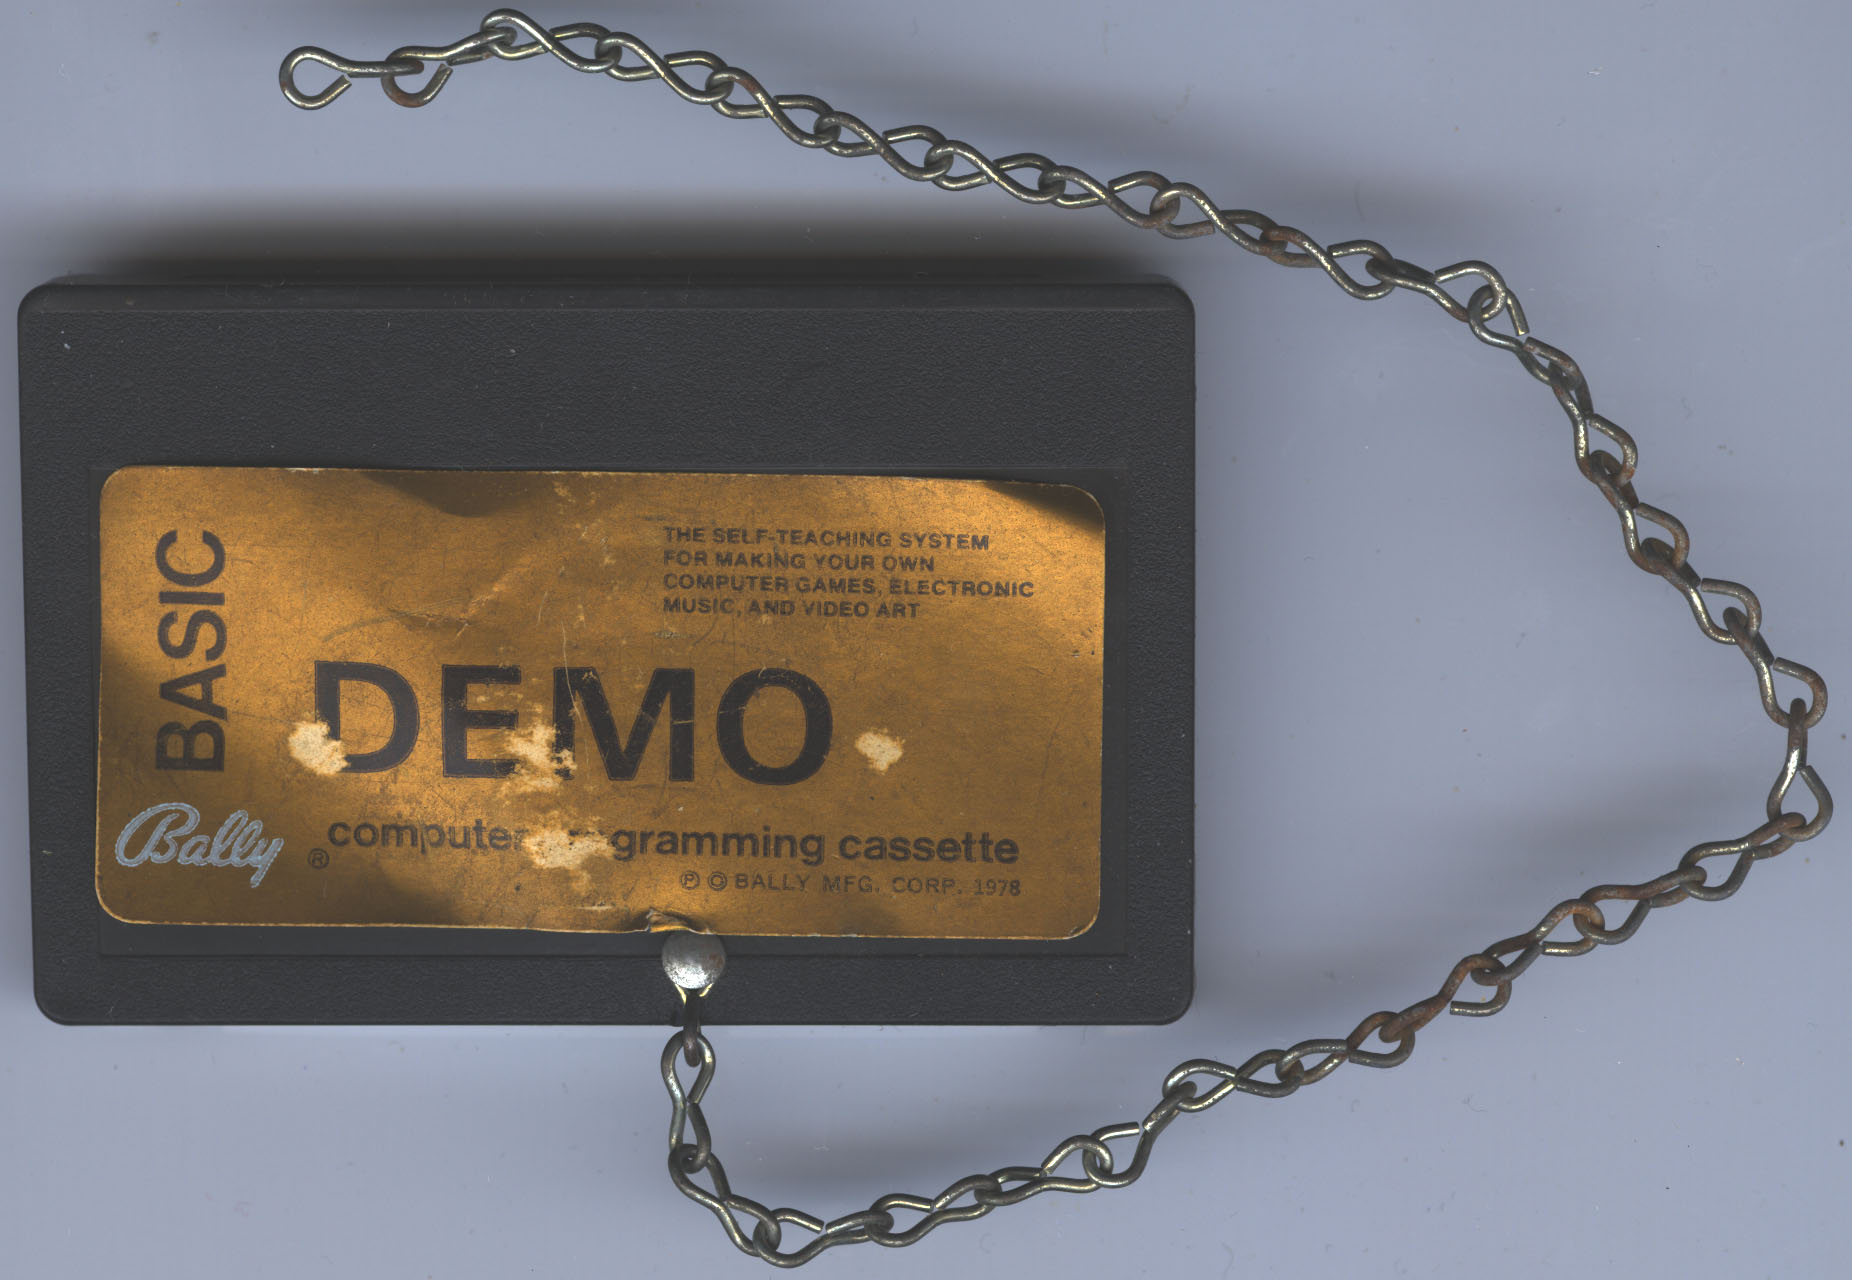 BASIC
THE SELF-TEACHING SYSTEM
FOR MAKING YOUR OWN
COMPUTER GAMES, ELECTRONIC
MUSIC, AND VIDEO ART
DEMO
Bally ®
gramming cassette
Ⓟ © BALLY MFG. CORP. 1978